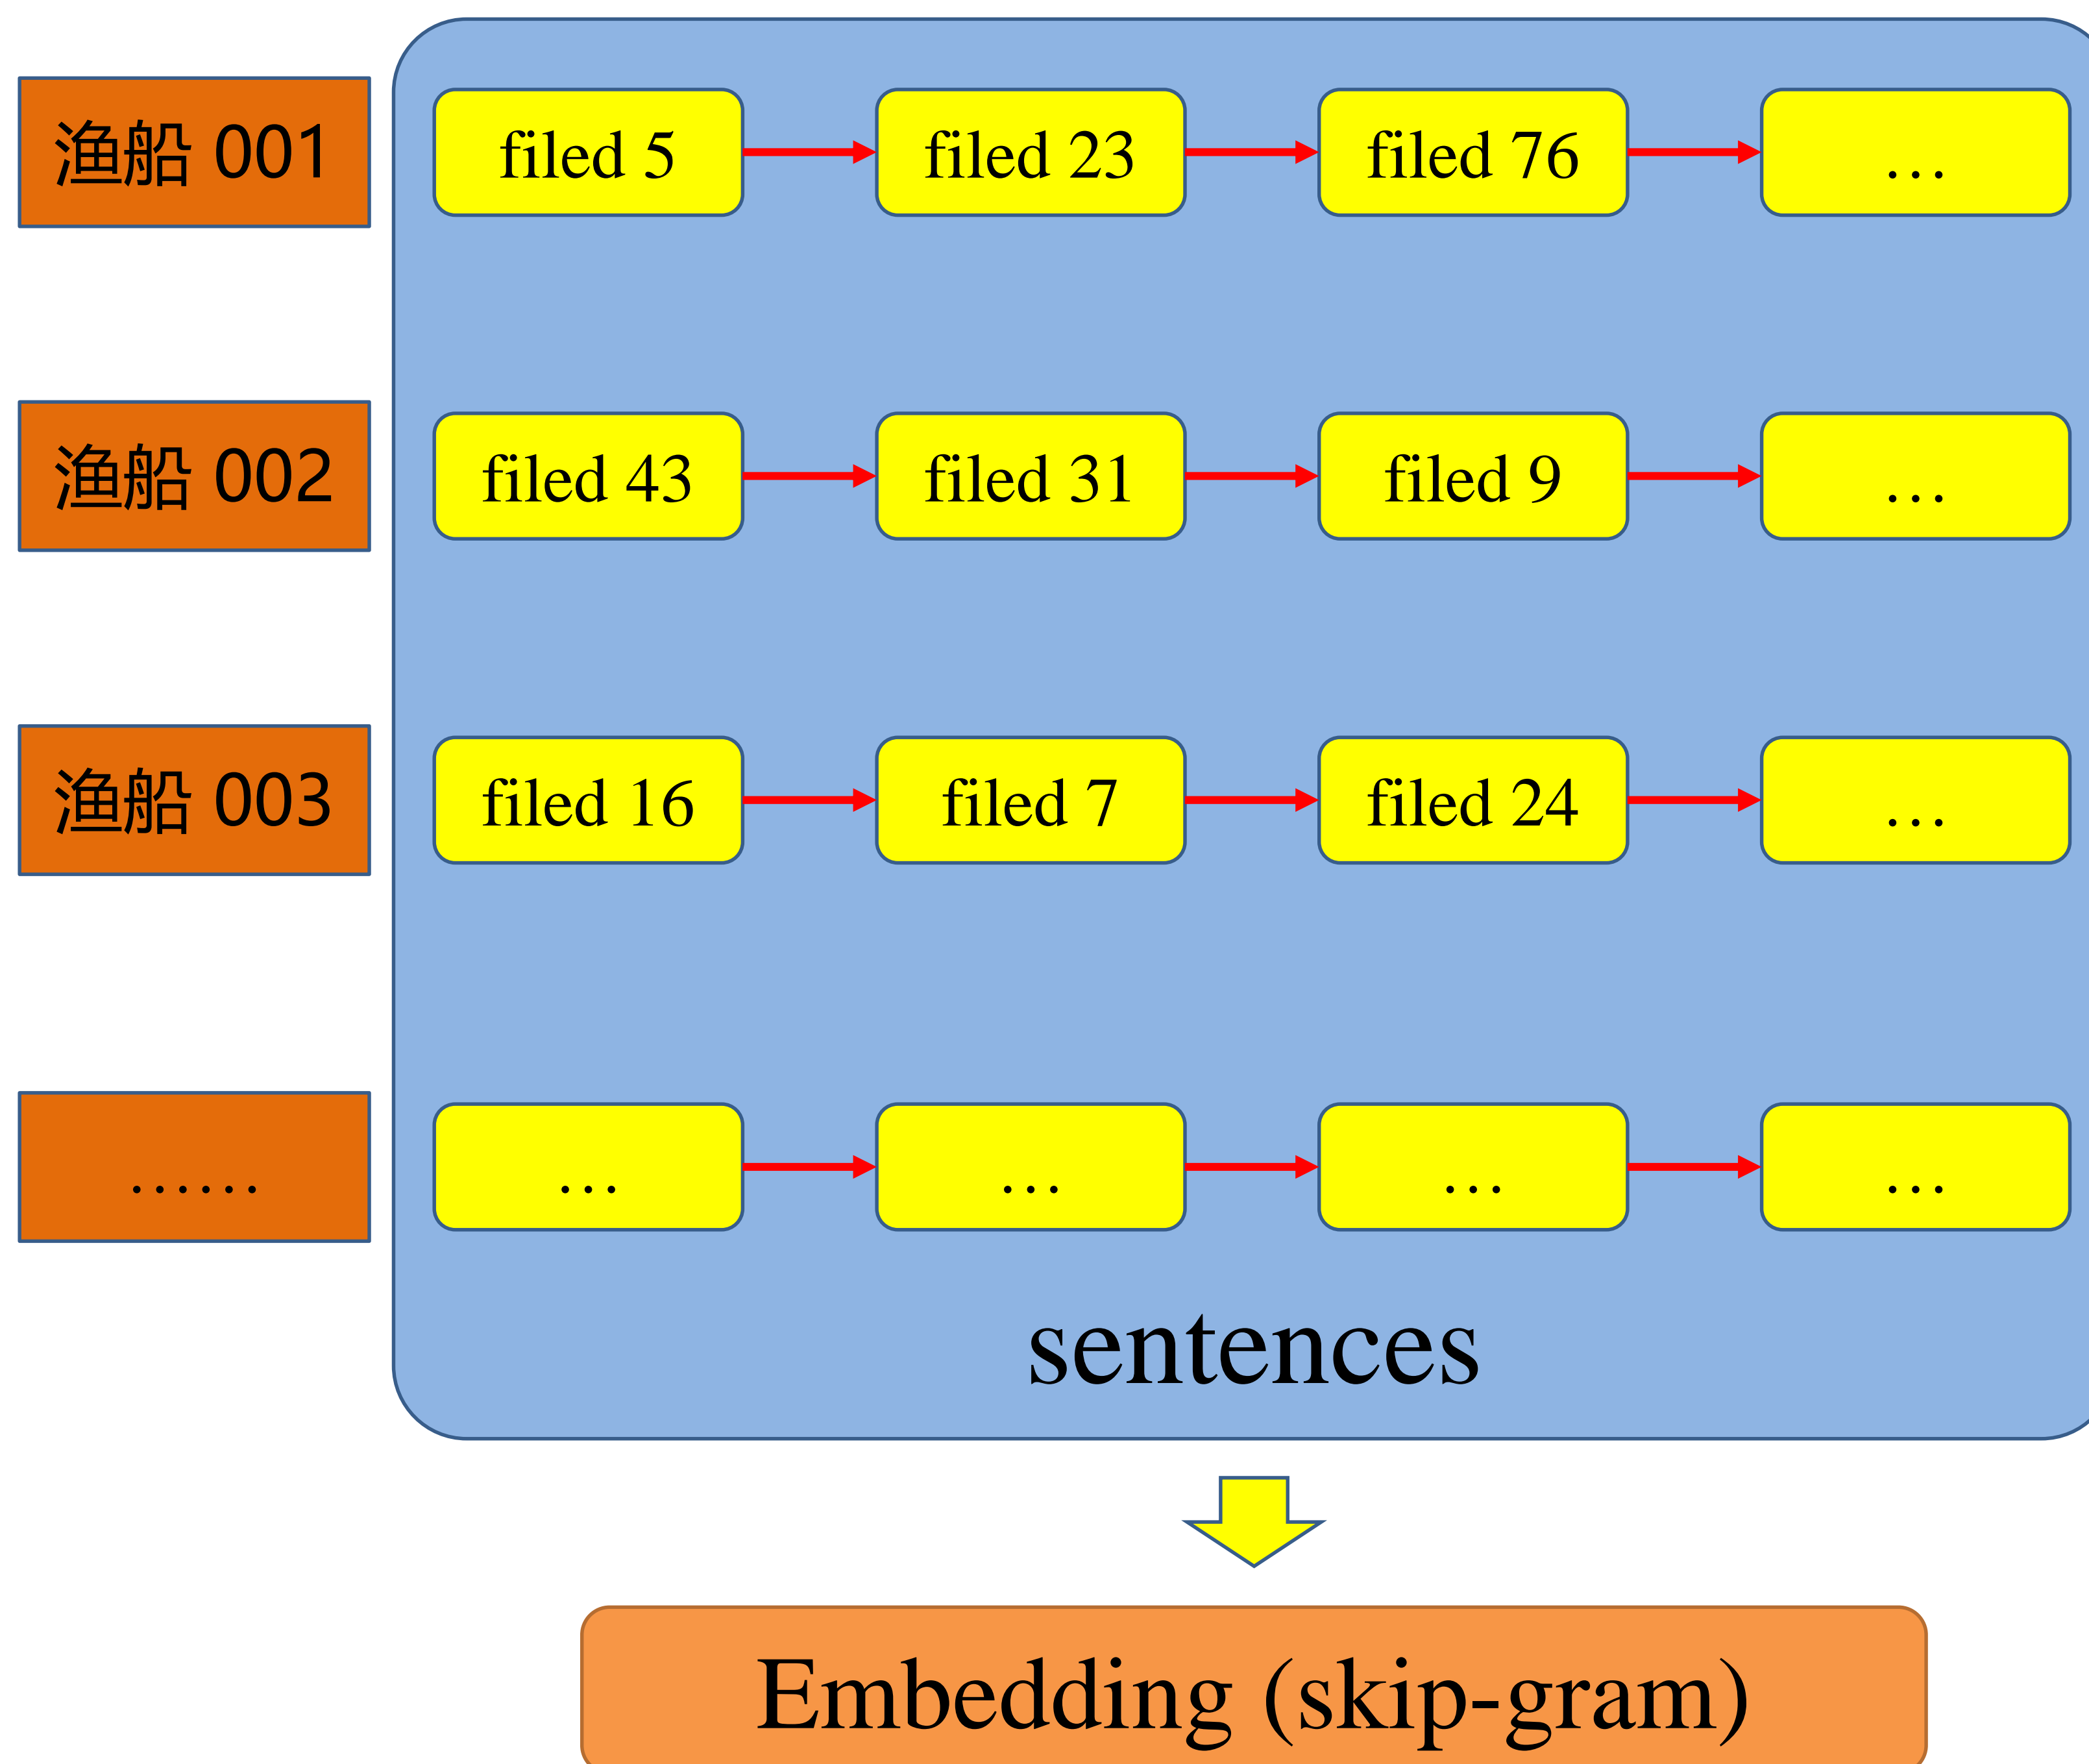 渔船 001
filed 5
filed 23
filed 76
...
渔船 002
filed 43
filed 31
filed 9
...
渔船 003
filed 16
filed 7
filed 24
...
......
...
...
...
...
sentences
Embedding (skip-gram)